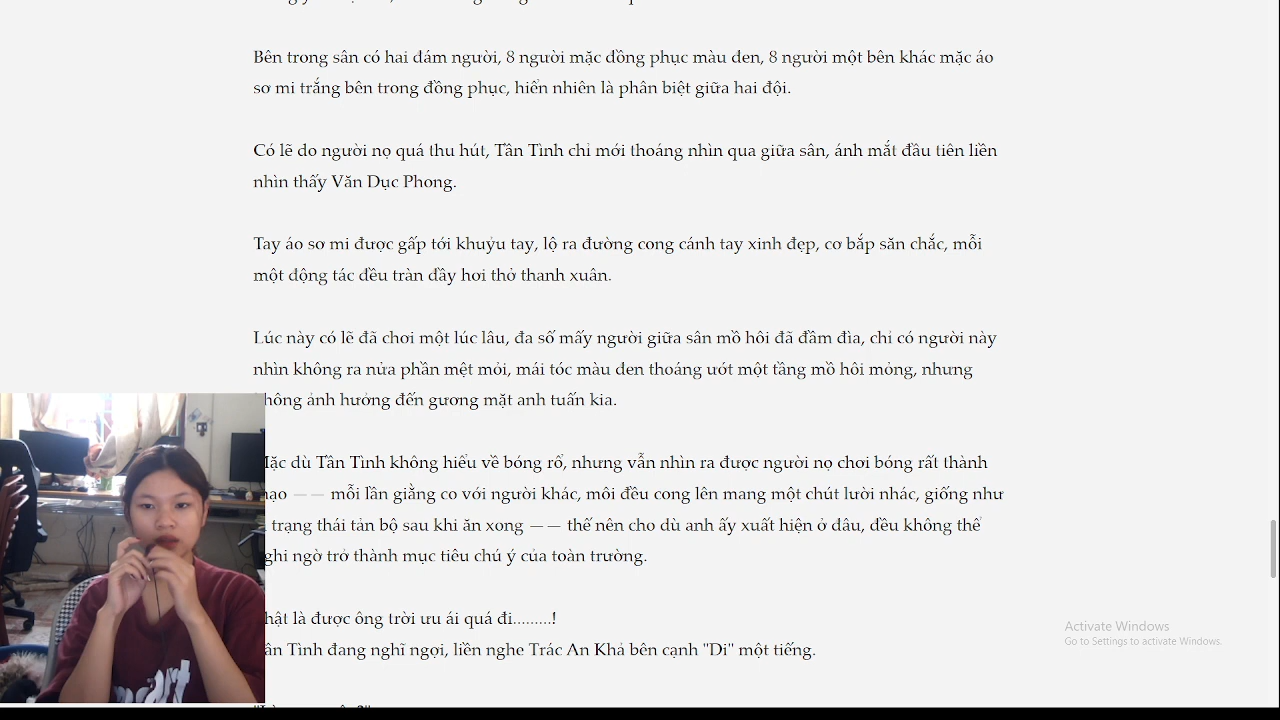 Bên trong sân có hai đám người, 8 người mặc đồng phục màu đen, 8 người một bên khác mặc áo
sơ mi trắng bên trong đồng phục, hiển nhiên là phân biệt giữa hai đội.
Có lẽ do người nọ quá thu hút, Tần Tình chỉ mới thoáng nhìn qua giữa sân, ánh mắt đầu tiên liền
nhìn thấy Văn Dục Phong.
Tay áo sơ mi được gấp tới khuỷu tay, lộ ra đường cong cánh tay xinh đẹp, cơ bắp săn chắc, mỗi
một động tác đều tràn đầy hơi thở thanh xuân.
Lúc này có lẽ đã chơi một lúc lâu, đa số mấy người giữa sân mồ hôi đã đầm đìa, chỉ có người này
nhìn không ra nửa phần mệt mỏi, mái tóc màu đen thoáng ướt một tầng mồ hôi mỏng, nhưng
không ảnh hưởng đến gương mặt anh tuấn kia.
Mặc dù Tần Tình không hiểu về bóng rổ, nhưng vẫn nhìn ra được người nọ chơi bóng rất thành
hạo —— mỗi lần giằng co với người khác, môi đều cong lên mang một chút lười nhác, giống như
trạng thái tản bộ sau khi ăn xong —— thế nên cho dù anh ấy xuất hiện ở đâu, đều không thể
nghi ngờ trở thành mục tiêu chú ý của toàn trường.
Thật là được ông trời ưu ái quá đi.........!
Tần Tình đang nghĩ ngợi, liền nghe Trác An Khả bên cạnh "Di" một tiếng.
Activate Windows
Go to Settings to activate Windows.